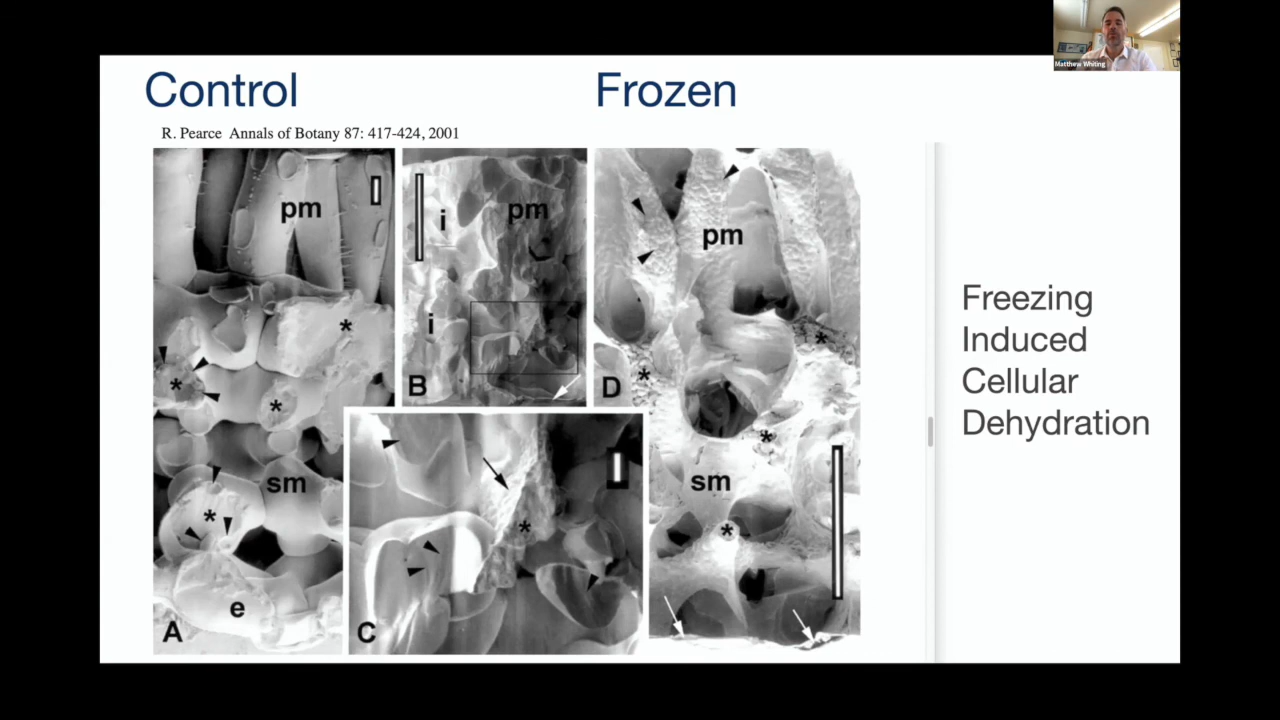 Matthew Whiting
Control
Frozen
R. Pearce Annals of Botany 87: 417-424, 2001
pm
*
*
*
sm
*
e
A
i
pm
i
B
*
C
pm
*
*
D
*
sm
*
Freezing
Induced
Cellular
Dehydration